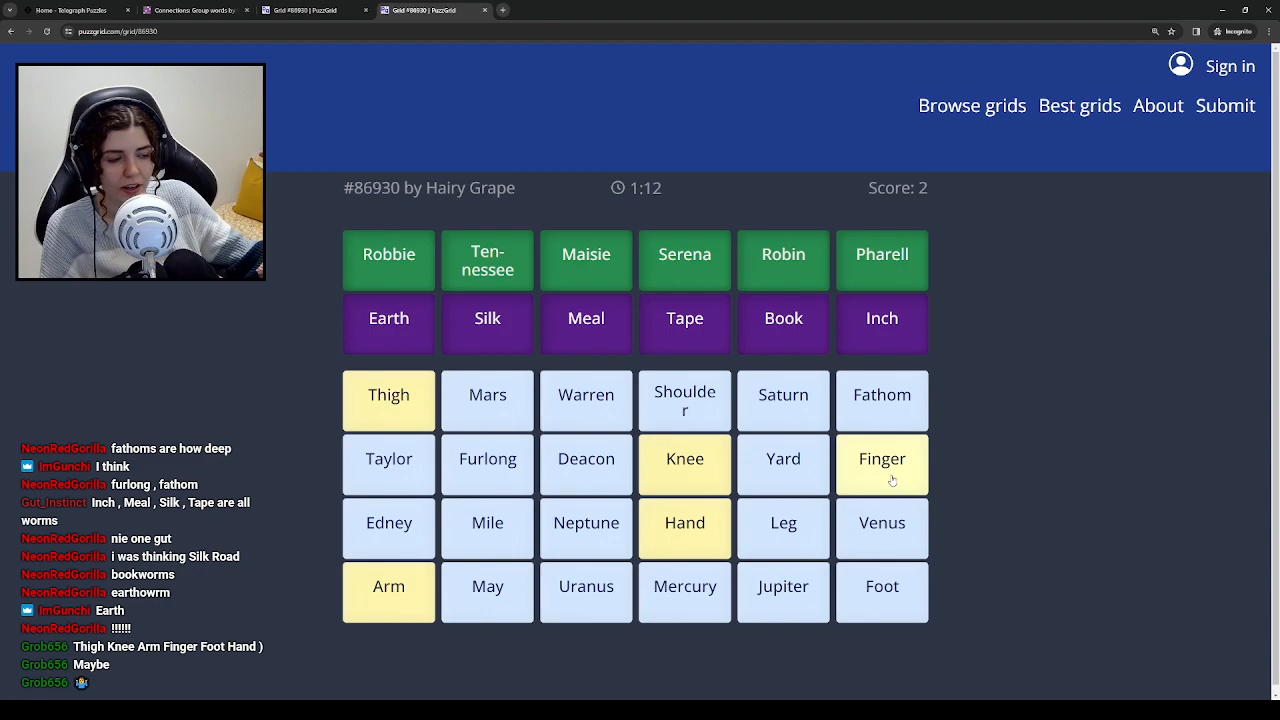 Home - Telegraph Puzzles
Connections: Group words by
Grid #86930 | PuzzGrid
Grid #86930 | PuzzGrid
puzzgrid.com/grid/86930
Incognito
Sign in
Browse grids Best grids About Submit
#86930 by Hairy Grape 1:12 Score: 2
Robbie
Ten-
nessee
Maisie
Serena
Robin
Pharell
Earth
Silk
Meal
Tape
Book
Inch
Thigh
Mars
Warren
Shoulde
r
Saturn
Fathom
Taylor
Furlong
Deacon
Knee
Yard
Finger
Edney
Mile
Neptune
Hand
Leg
Venus
Arm
May
Uranus
Mercury
Jupiter
Foot
NeonRedGorilla fathoms are how deep
ImGunchi I think
NeonRedGorilla furlong , fathom
Gut_Instinct Inch , Meal , Silk , Tape are all
worms
NeonRedGorilla nie one gut
NeonRedGorilla i was thinking Silk Road
NeonRedGorilla bookworms
NeonRedGorilla earthowrm
ImGunchi Earth
NeonRedGorilla !!!!!!
Grob656 Thigh Knee Arm Finger Foot Hand )
Grob656 Maybe
Grob656